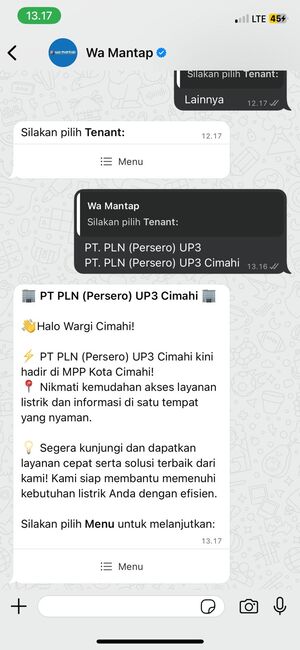 13.17
LTE 45
WA MANTAP
Wa Mantap
Silakan pilih Tenant:
Lainnya
12.17
Silakan pilih Tenant:
12.17
Menu
Wa Mantap
Silakan pilih Tenant:
PT. PLN (Persero) UP3
PT. PLN (Persero) UP3 Cimahi
13.16
🏢 PT PLN (Persero) UP3 Cimahi 🏢
👋Halo Wargi Cimahi!
⚡ PT PLN (Persero) UP3 Cimahi kini
hadir di MPP Kota Cimahi!
📍 Nikmati kemudahan akses layanan
listrik dan informasi di satu tempat
yang nyaman.
💡 Segera kunjungi dan dapatkan
layanan cepat serta solusi terbaik dari
kami! Kami siap membantu memenuhi
kebutuhan listrik Anda dengan efisien.
Silakan pilih Menu untuk melanjutkan:
13.17
Menu